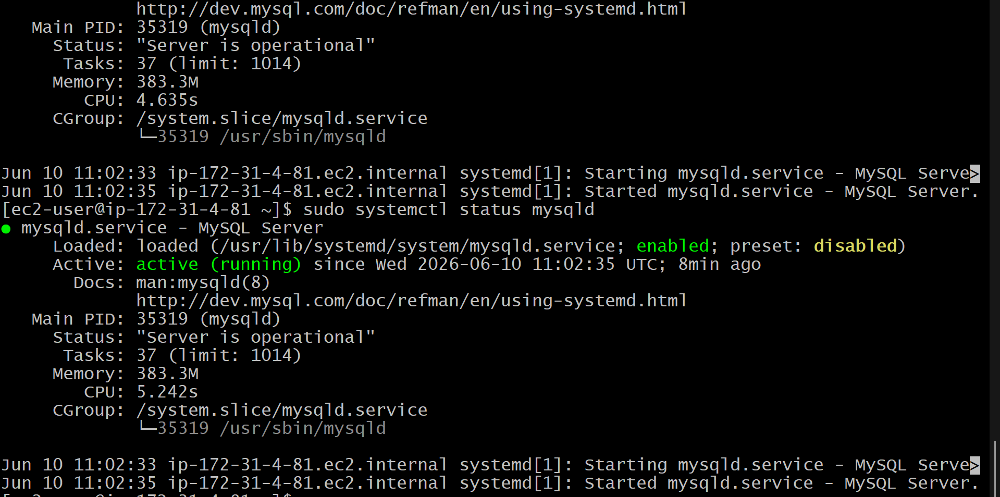 http://dev.mysql.com/doc/refman/en/using-systemd.html
Main PID: 35319 (mysqld)
Status: "Server is operational"
Tasks: 37 (limit: 1014)
Memory: 383.3M
CPU: 4.635s
CGroup: /system.slice/mysqld.service
└─35319 /usr/sbin/mysqld
Jun 10 11:02:33 ip-172-31-4-81.ec2.internal systemd[1]: Starting mysqld.service - MySQL Serve>
Jun 10 11:02:35 ip-172-31-4-81.ec2.internal systemd[1]: Started mysqld.service - MySQL Server.
[ec2-user@ip-172-31-4-81 ~]$ sudo systemctl status mysqld
● mysqld.service - MySQL Server
Loaded: loaded (/usr/lib/systemd/system/mysqld.service; enabled; preset: disabled)
Active: active (running) since Wed 2026-06-10 11:02:35 UTC; 8min ago
Docs: man:mysqld(8)
http://dev.mysql.com/doc/refman/en/using-systemd.html
Main PID: 35319 (mysqld)
Status: "Server is operational"
Tasks: 37 (limit: 1014)
Memory: 383.3M
CPU: 5.242s
CGroup: /system.slice/mysqld.service
└─35319 /usr/sbin/mysqld
Jun 10 11:02:33 ip-172-31-4-81.ec2.internal systemd[1]: Starting mysqld.service - MySQL Serve>
Jun 10 11:02:35 ip-172-31-4-81.ec2.internal systemd[1]: Started mysqld.service - MySQL Server.